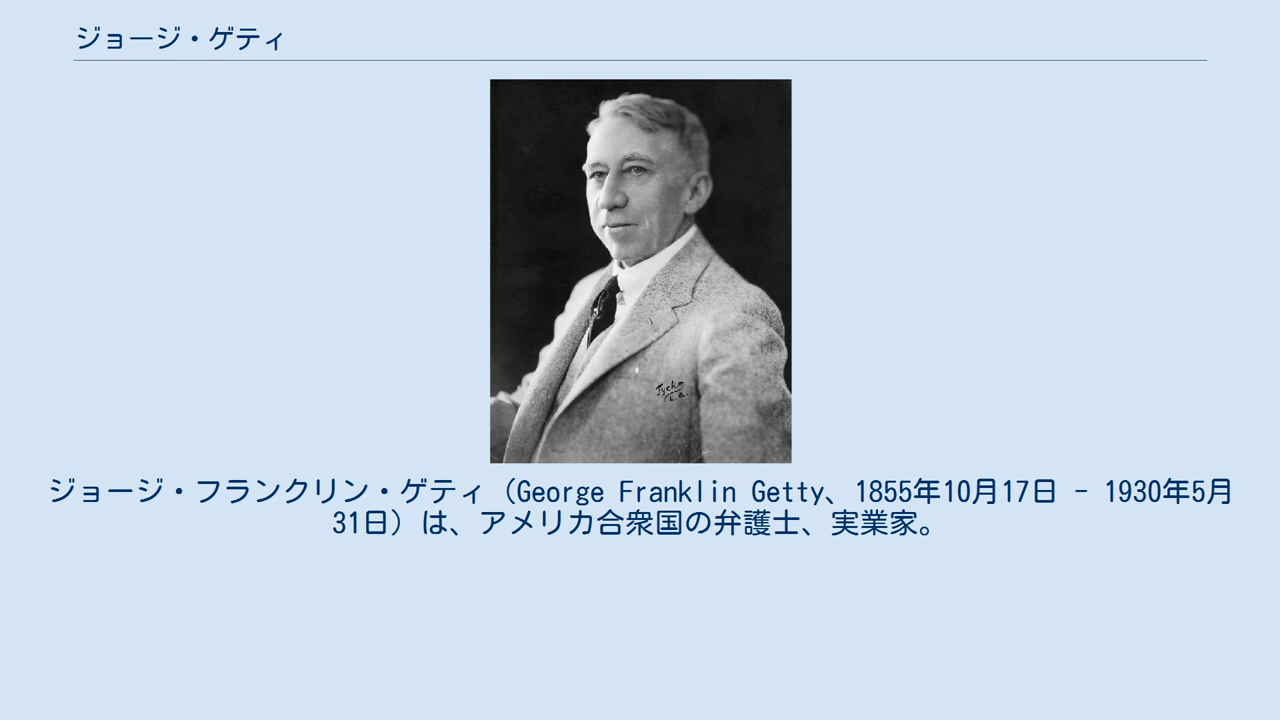 ジョージ・ゲティ
Tycko
L.A.
ジョージ・フランクリン・ゲティ（George Franklin Getty、1855年10月17日 - 1930年5月
31日）は、アメリカ合衆国の弁護士、実業家。